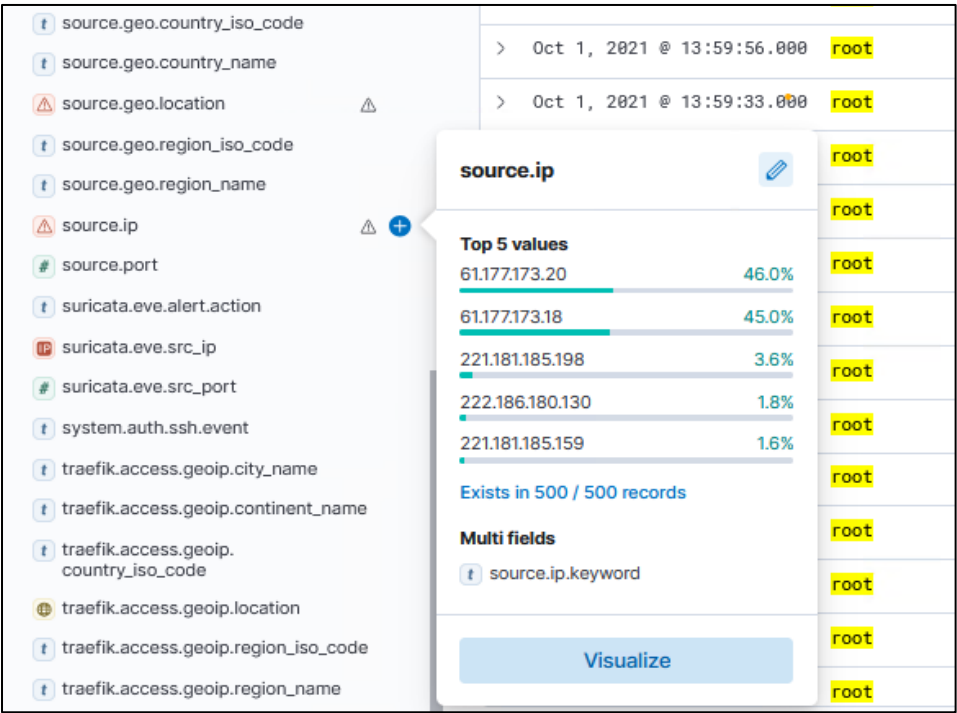 source.geo.country_iso_code
source.geo.country_name
source.geo.location
source.geo.region_iso_code
source.geo.region_name
source.ip
source.port
suricata.eve.alert.action
suricata.eve.src_ip
suricata.eve.src_port
system.auth.ssh.event
traefik.access.geoip.city_name
traefik.access.geoip.continent_name
traefik.access.geoip.
country_iso_code
traefik.access.geoip.location
traefik.access.geoip.region_iso_code
traefik.access.geoip.region_name
Oct 1, 2021 @ 13:59:56.000 root
Oct 1, 2021 @ 13:59:33.000 root
source.ip
Top 5 values
61.177.173.20 46.0%
61.177.173.18 45.0%
221.181.185.198 3.6%
222.186.180.130 1.8%
221.181.185.159 1.6%
Exists in 500 / 500 records
Multi fields
t source.ip.keyword
Visualize
root
root
root
root
root
root
root
root
root
root
root